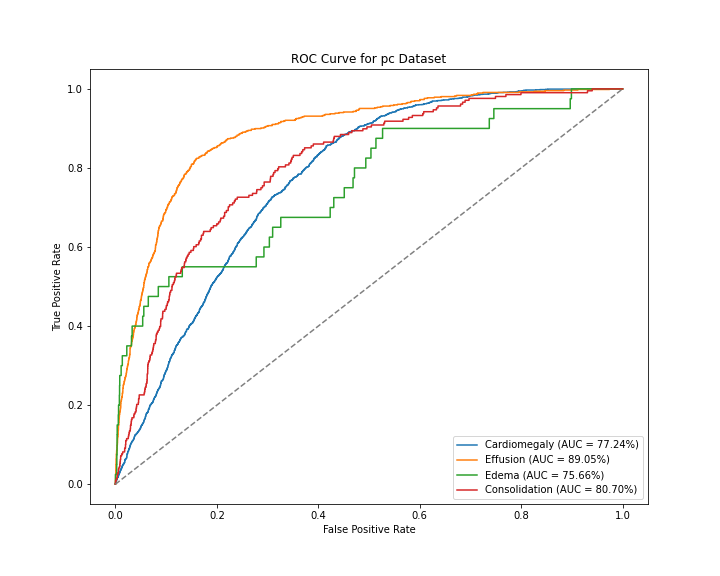 ROC Curve for pc Dataset
True Positive Rate
1.0
0.8
0.6
0.4
0.2
0.0
Cardiomegaly (AUC = 77.24%)
Effusion (AUC = 89.05%)
Edema (AUC = 75.66%)
Consolidation (AUC = 80.70%)
0.0 0.2 0.4 0.6 0.8 1.0
False Positive Rate